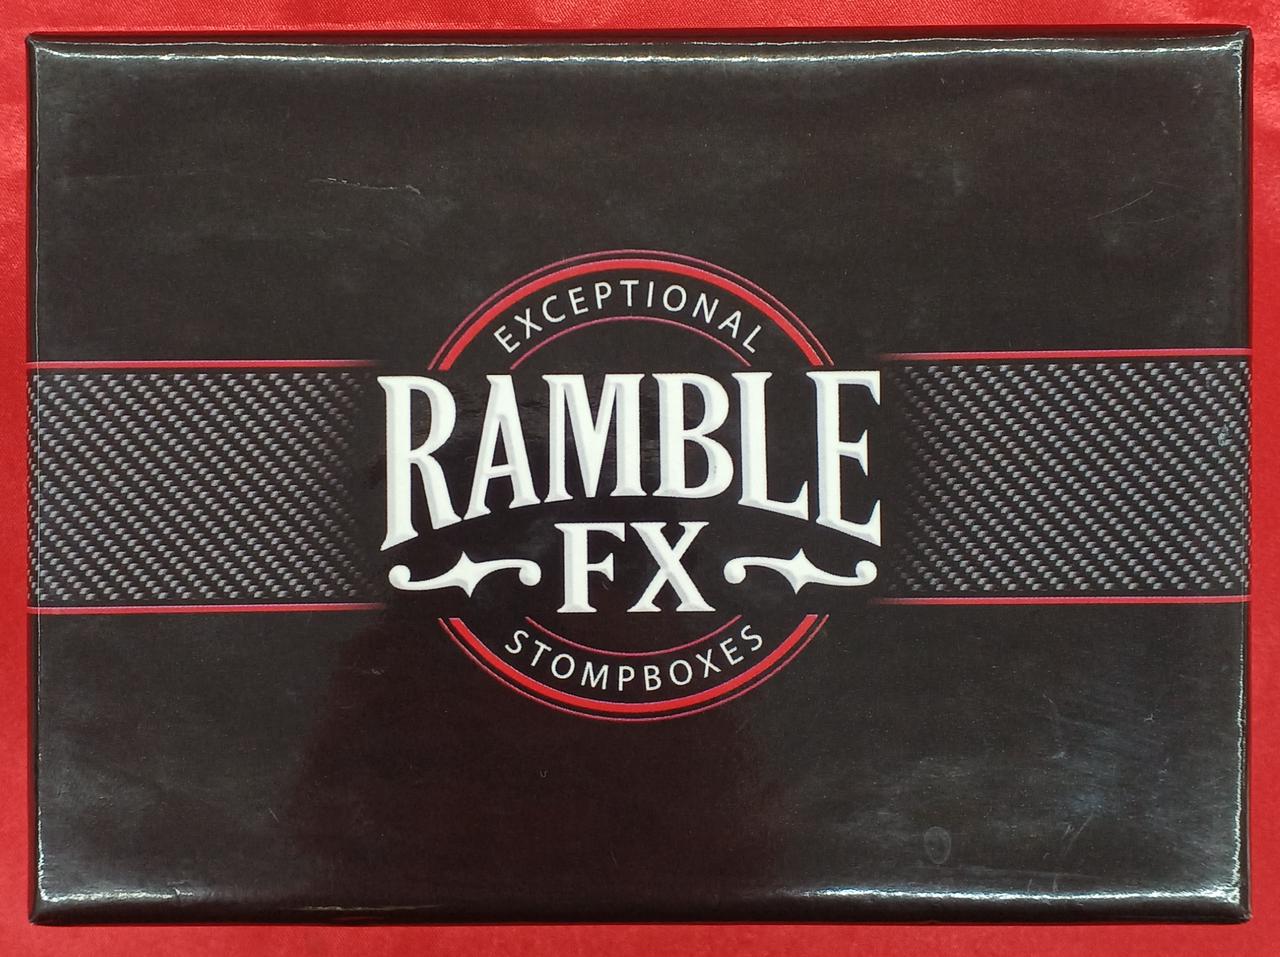 EXCEPTIONAL
RAMBLE
FX
STOMPBOXES